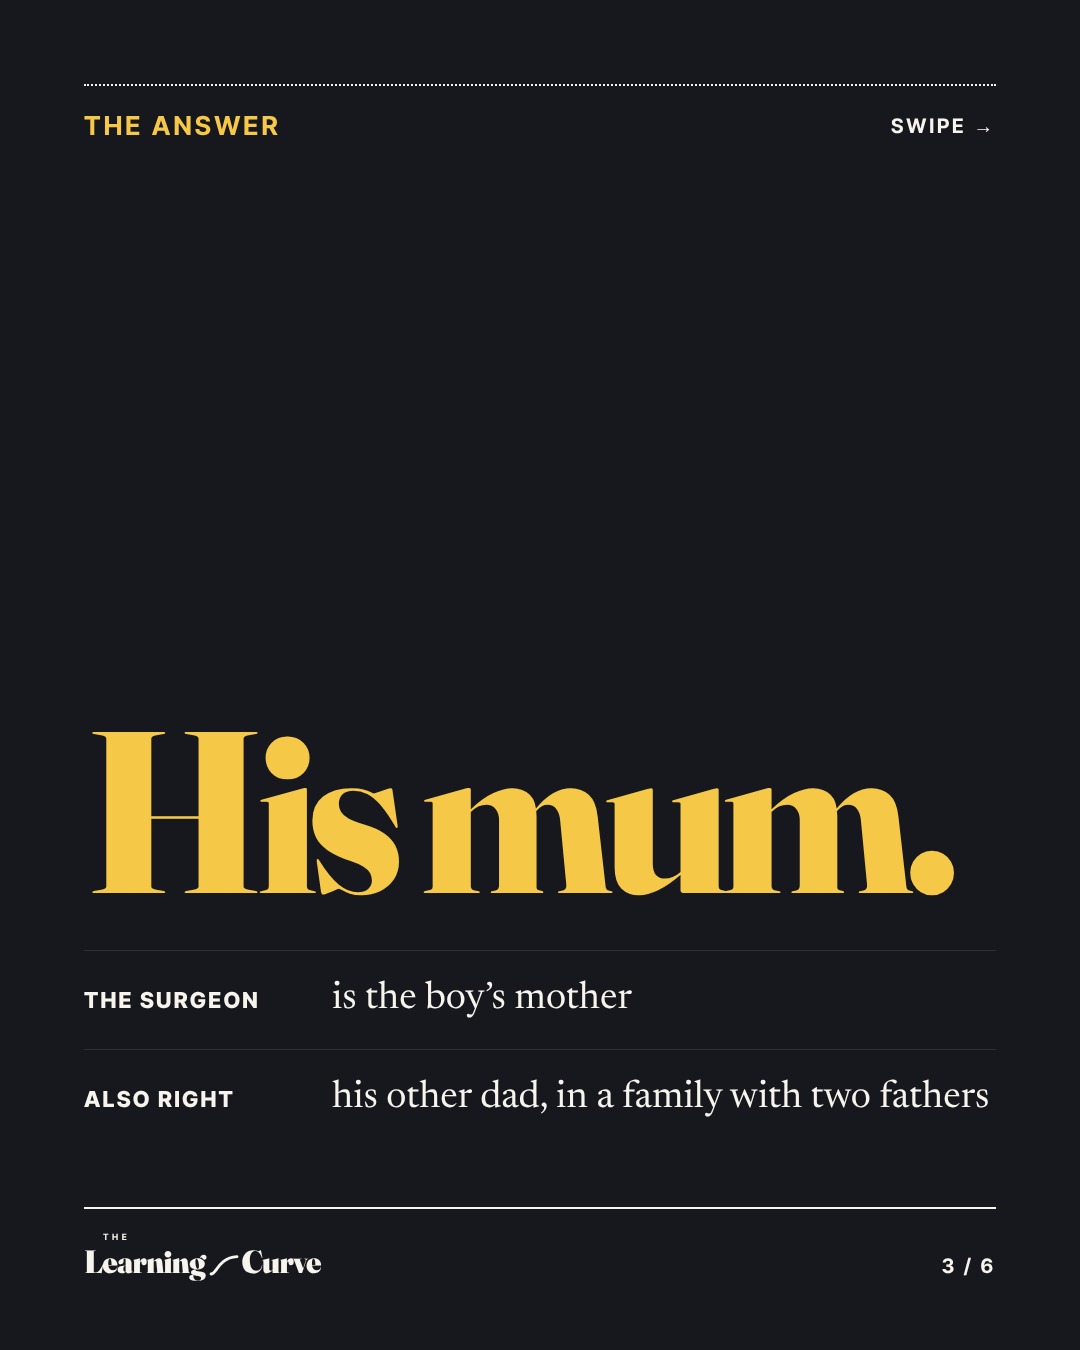 THE ANSWER
SWIPE →
His mum.
THE SURGEON
is the boy’s mother
ALSO RIGHT
his other dad, in a family with two fathers
THE
Learning Curve
3 / 6